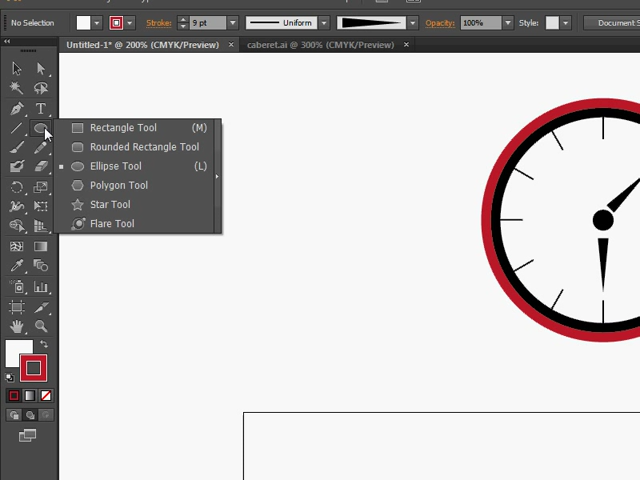 No Selection Stroke: 9 pt Uniform Opacity: 100% Style: Document S
Untitled-1* @ 200% (CMYK/Preview) × caberet.ai @ 300% (CMYK/Preview) ×
T
Rectangle Tool (M)
Rounded Rectangle Tool
Ellipse Tool (L)
Polygon Tool
Star Tool
Flare Tool